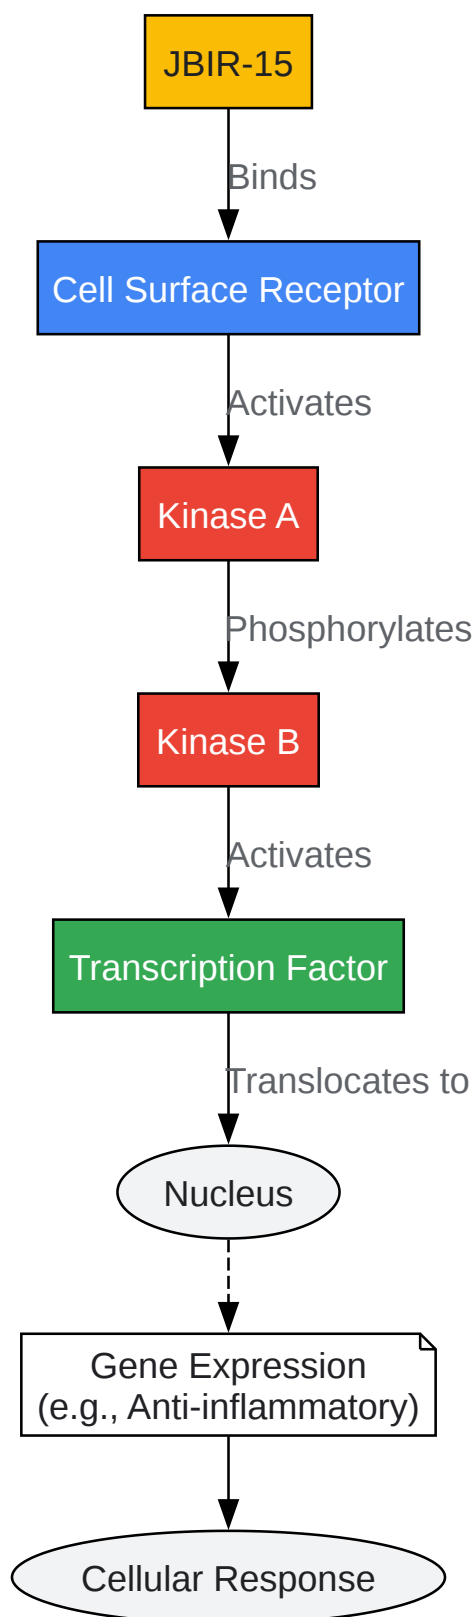 JBIR-15
Binds
Cell Surface Receptor
Activates
Kinase A
Phosphorylates
Kinase B
Activates
Transcription Factor
Translocates to
Nucleus
Gene Expression
(e.g., Anti-inflammatory)
Cellular Response